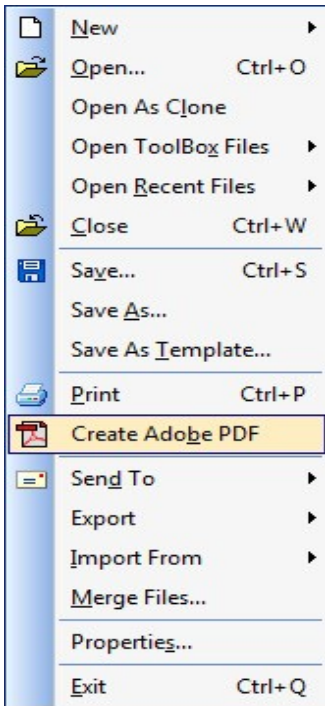 New
Open... Ctrl+O
Open As Clone
Open ToolBox Files
Open Recent Files
Close Ctrl+W
Save... Ctrl+S
Save As...
Save As Template...
Print Ctrl+P
Create Adobe PDF
Send To
Export
Import From
Merge Files...
Properties...
Exit Ctrl+Q